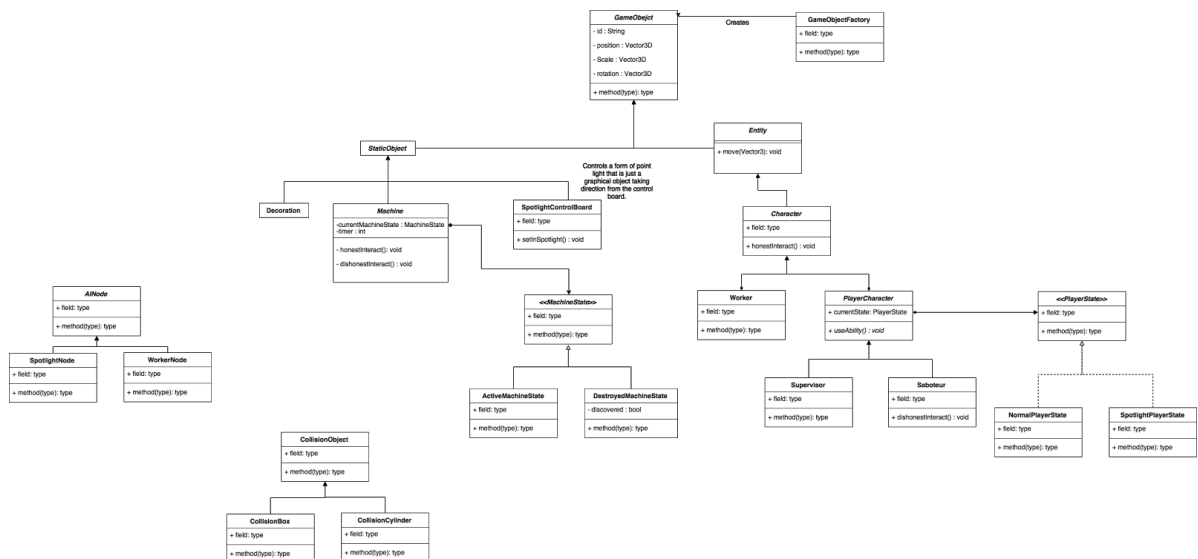 GameObejct
- id : String
- position : Vector3D
- Scale : Vector3D
- rotation : Vector3D
+ method(type): type
Creates
GameObjectFactory
+ field: type
+ method(type): type
StaticObject
Entity
+ move(Vector3): void
Controls a form of point
light that is just a
graphical object taking
direction from the control
board.
Decoration
Machine
-currentMachineState : MachineState
-timer : int
- honestInteract(): void
- dishonestInteract() : void
SpotlightControlBoard
+ field: type
+ setInSpotlight() : void
Character
+ field: type
+ honestInteract(): void
AINode
+ field: type
+ method(type): type
SpotlightNode
+ field: type
+ method(type): type
WorkerNode
+ field: type
+ method(type): type
<<MachineState>>
+ field: type
+ method(type): type
ActiveMachineState
+ field: type
+ method(type): type
DestroyedMachineState
- discovered : bool
+ method(type): type
Worker
+ field: type
+ method(type): type
PlayerCharacter
+ currentState: PlayerState
+ useAbility() : void
<<PlayerState>>
+ field: type
+ method(type): type
Supervisor
+ field: type
+ method(type): type
Saboteur
+ field: type
+ dishonestInteract() : void
NormalPlayerState
+ field: type
+ method(type): type
SpotlightPlayerState
+ field: type
+ method(type): type
CollisionObject
+ field: type
+ method(type): type
CollisionBox
+ field: type
+ method(type): type
CollisionCylinder
+ field: type
+ method(type): type